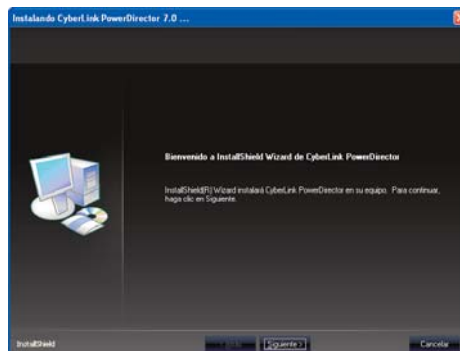 Instalando CyberLink PowerDirector 7.0 ...
Bienvenido a InstallShield Wizard de CyberLink PowerDirector
InstallShield(R) Wizard instalará CyberLink PowerDirector en su equipo. Para continuar,
haga clic en Siguiente.
InstallShield
Siguiente >
Cancelar